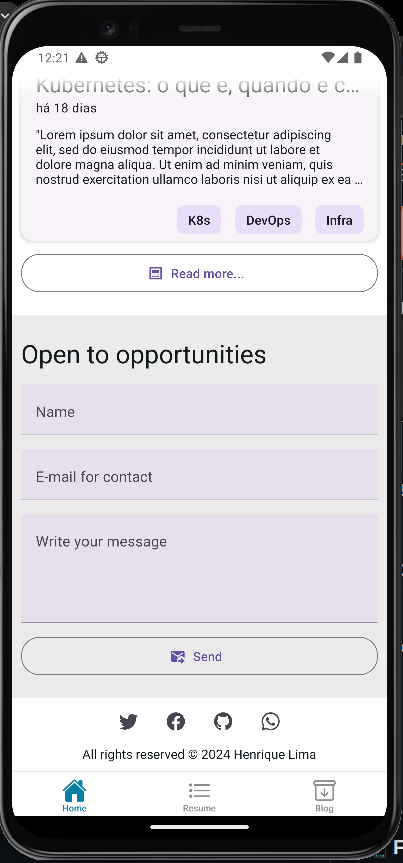 12:21
Kubernetes: o que é, quando e c...
há 18 dias
"Lorem ipsum dolor sit amet, consectetur adipiscing
elit, sed do eiusmod tempor incididunt ut labore et
dolore magna aliqua. Ut enim ad minim veniam, quis
nostrud exercitation ullamco laboris nisi ut aliquip ex ea ...
K8s DevOps Infra
Read more...
Open to opportunities
Name
E-mail for contact
Write your message
Send
All rights reserved © 2024 Henrique Lima
Home Resume Blog